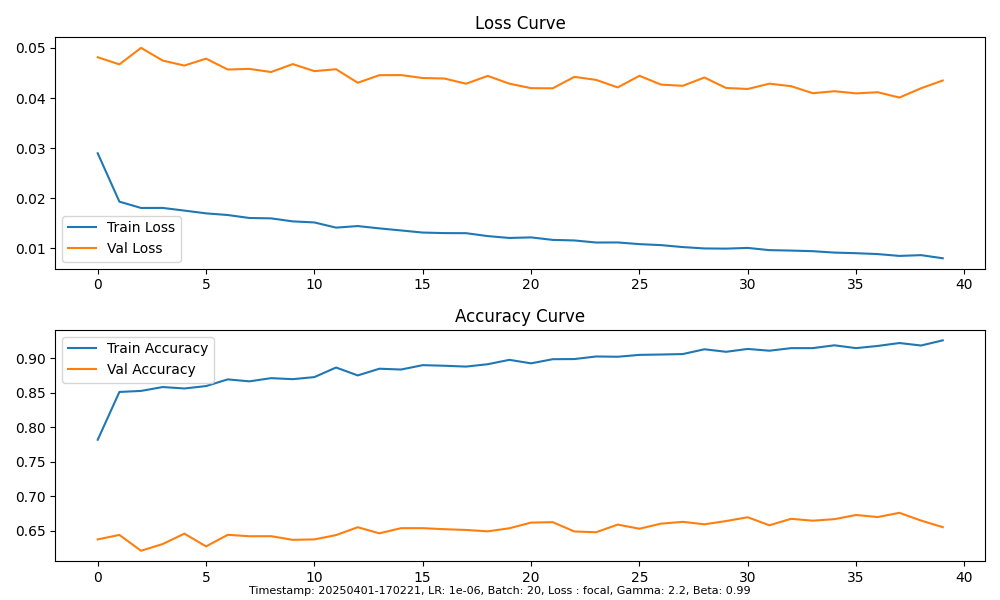 Loss Curve
0.05
0.04
0.03
0.02
0.01
Train Loss
Val Loss
0 5 10 15 20 25 30 35 40
Accuracy Curve
0.90
0.85
0.80
0.75
0.70
0.65
Train Accuracy
Val Accuracy
0 5 10 15 20 25 30 35 40
Timestamp: 20250401-170221, LR: 1e-06, Batch: 20, Loss : focal, Gamma: 2.2, Beta: 0.99